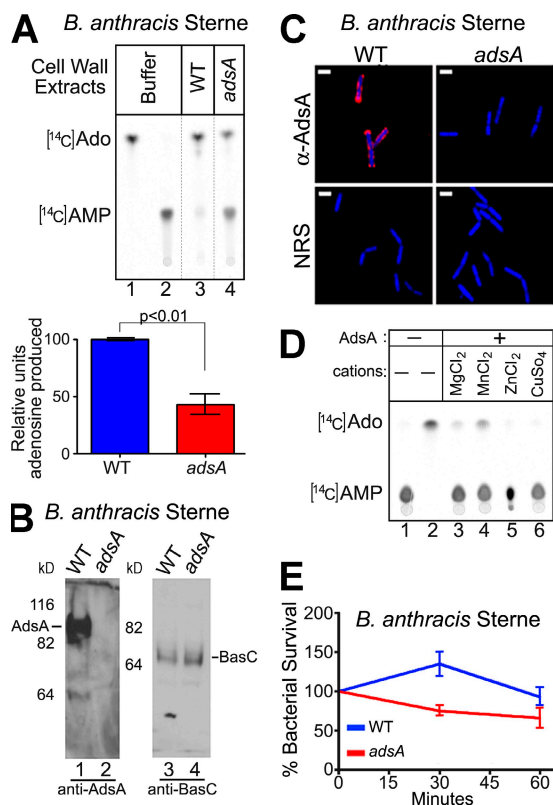 A
B. anthracis Sterne
Cell Wall
Extracts
Buffer
WT
adsA
[14C]Ado
[14C]AMP
1 2 3 4
p<0.01
Relative units
adenosine produced
100
50
0
WT
adsA
B
B. anthracis Sterne
WT
adsA
WT
adsA
kD
kD
116
AdsA
82
64
82
64
BasC
1 2
3 4
anti-AdsA
anti-BasC
C
B. anthracis Sterne
WT
adsA
α-AdsA
NRS
D
AdsA :
− +
cations:
— —
MgCl2
MnCl2
ZnCl2
CuSo4
[14C]Ado
[14C]AMP
1 2 3 4 5 6
E
B. anthracis Sterne
% Bacterial Survival
200
150
100
50
0
WT
adsA
0 15 30 45 60
Minutes